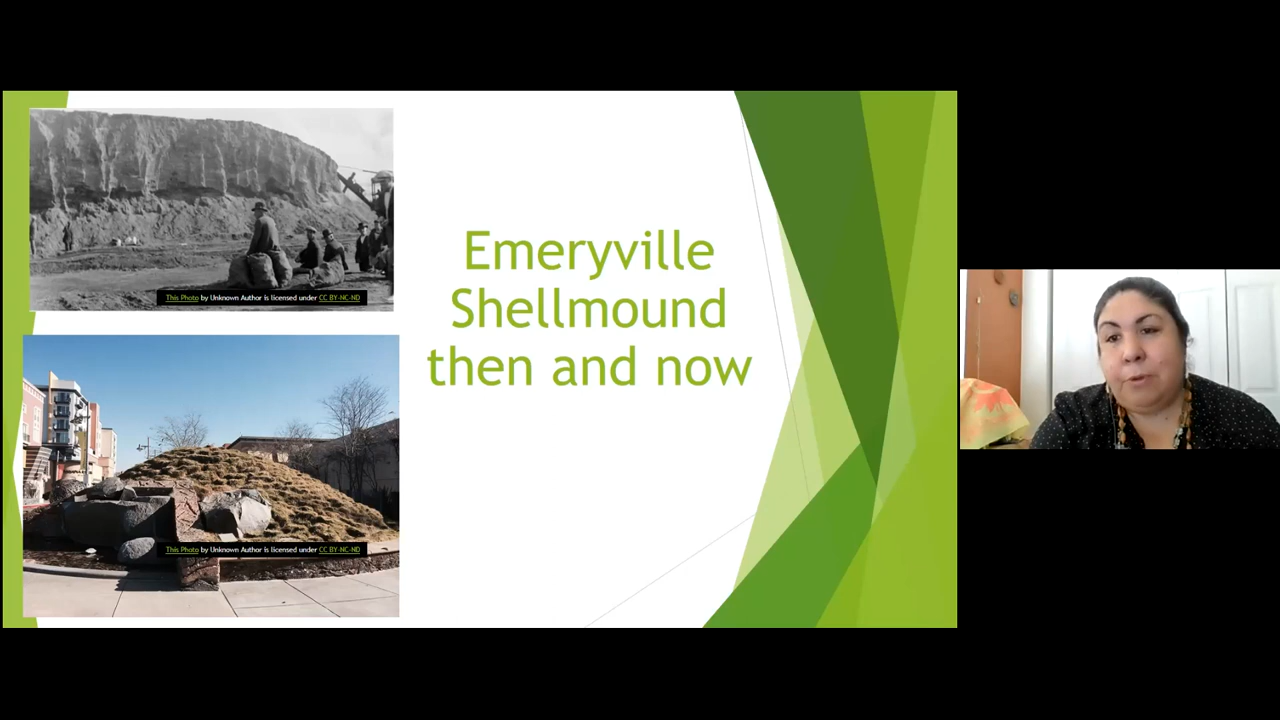 This Photo by Unknown Author is licensed under CC BY-NC-ND
Emeryville
Shellmound
then and now
This Photo by Unknown Author is licensed under CC BY-NC-ND